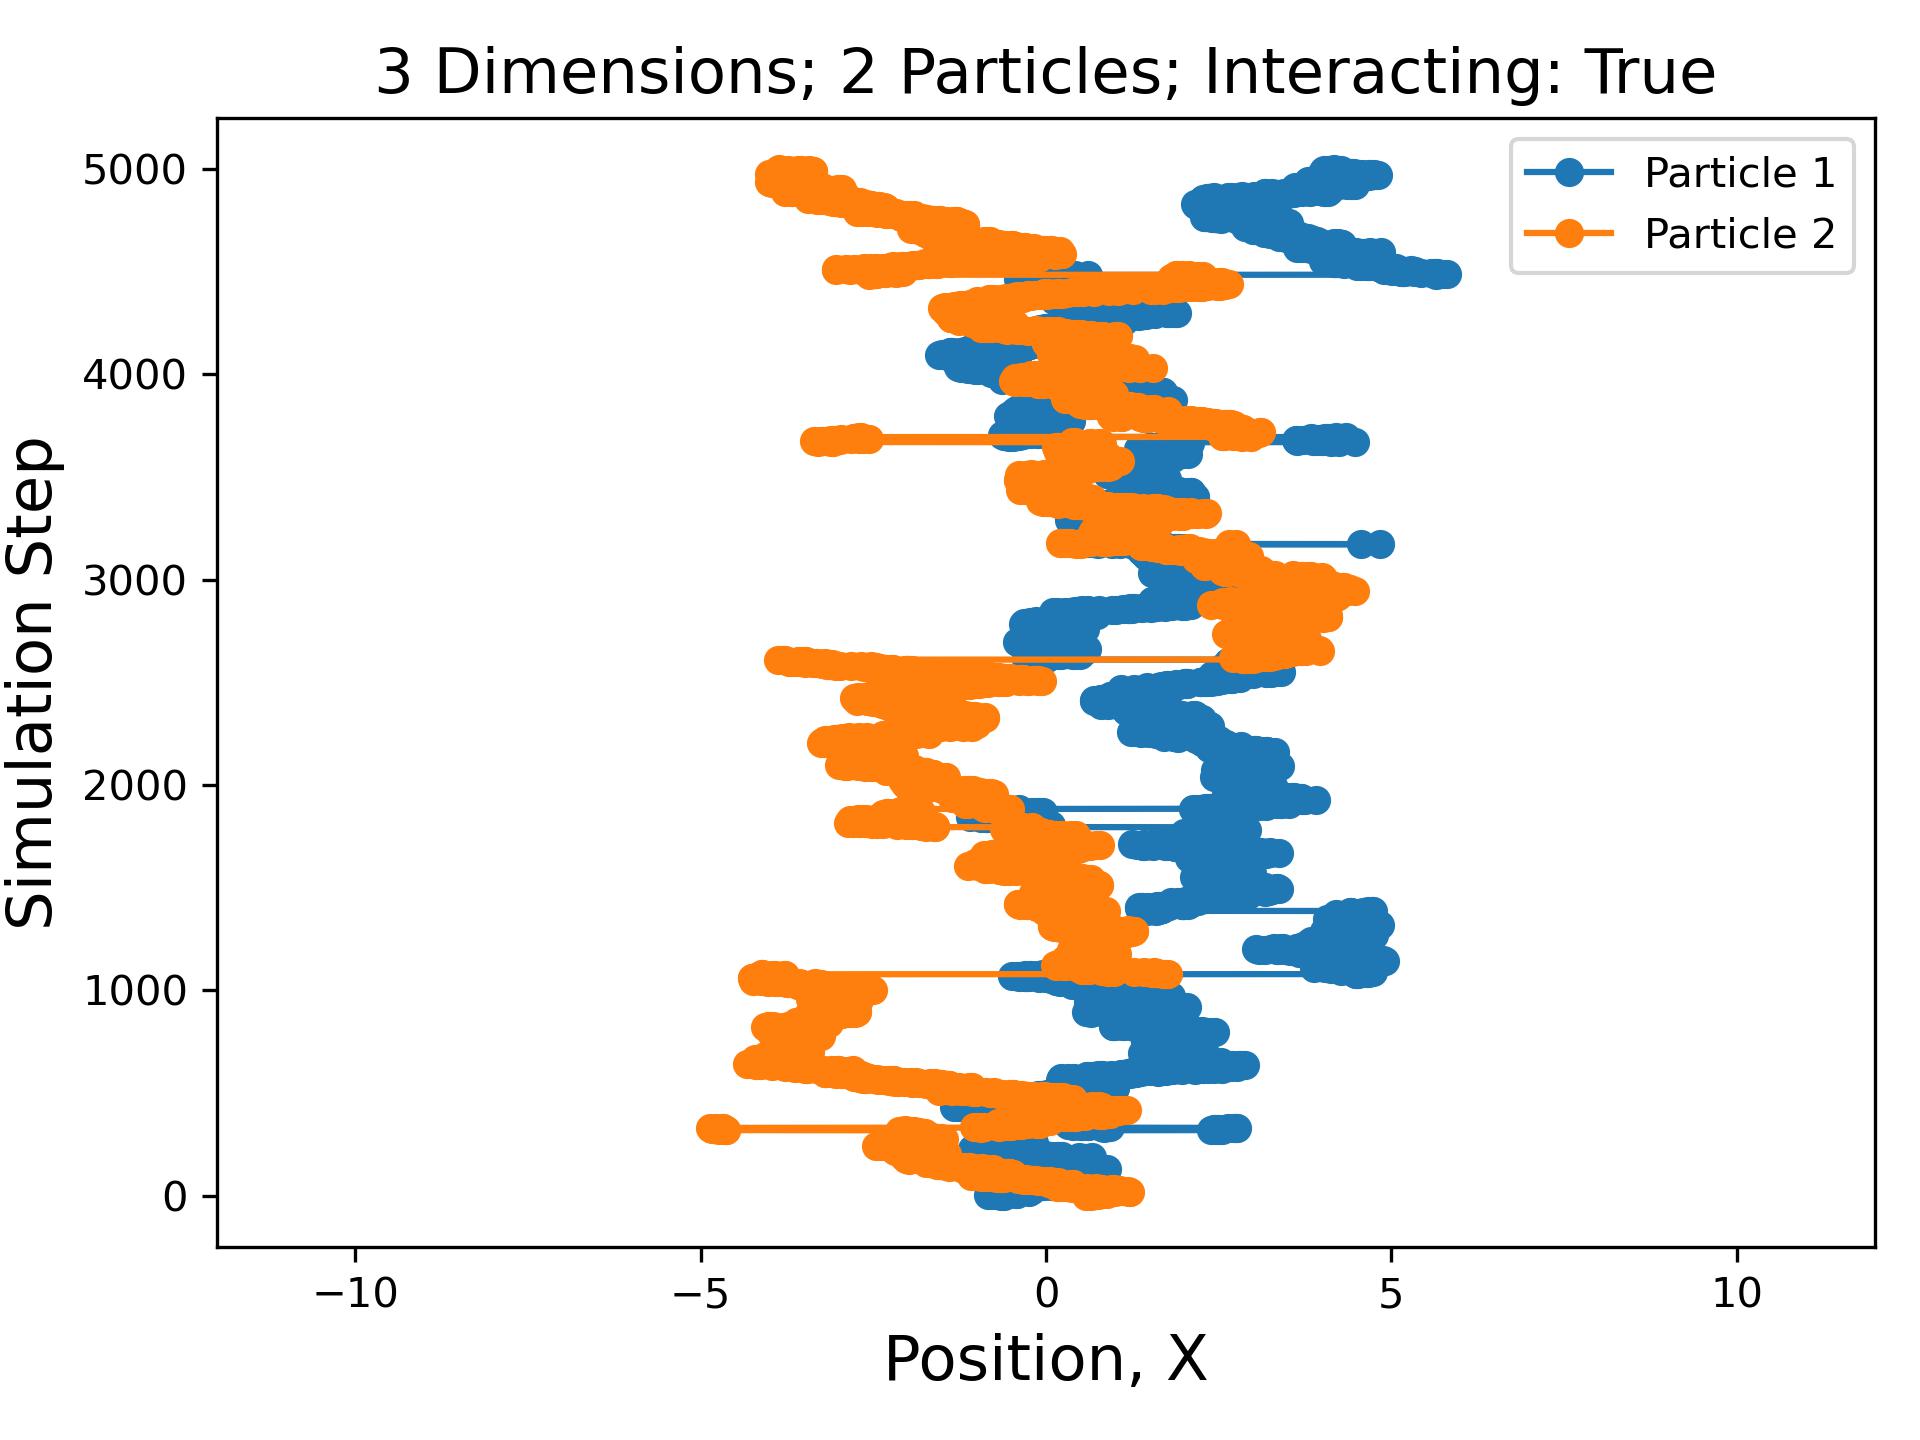 3 Dimensions; 2 Particles; Interacting: True
Particle 1
Particle 2
Simulation Step
5000
4000
3000
2000
1000
0
−10
−5
0
5
10
Position, X